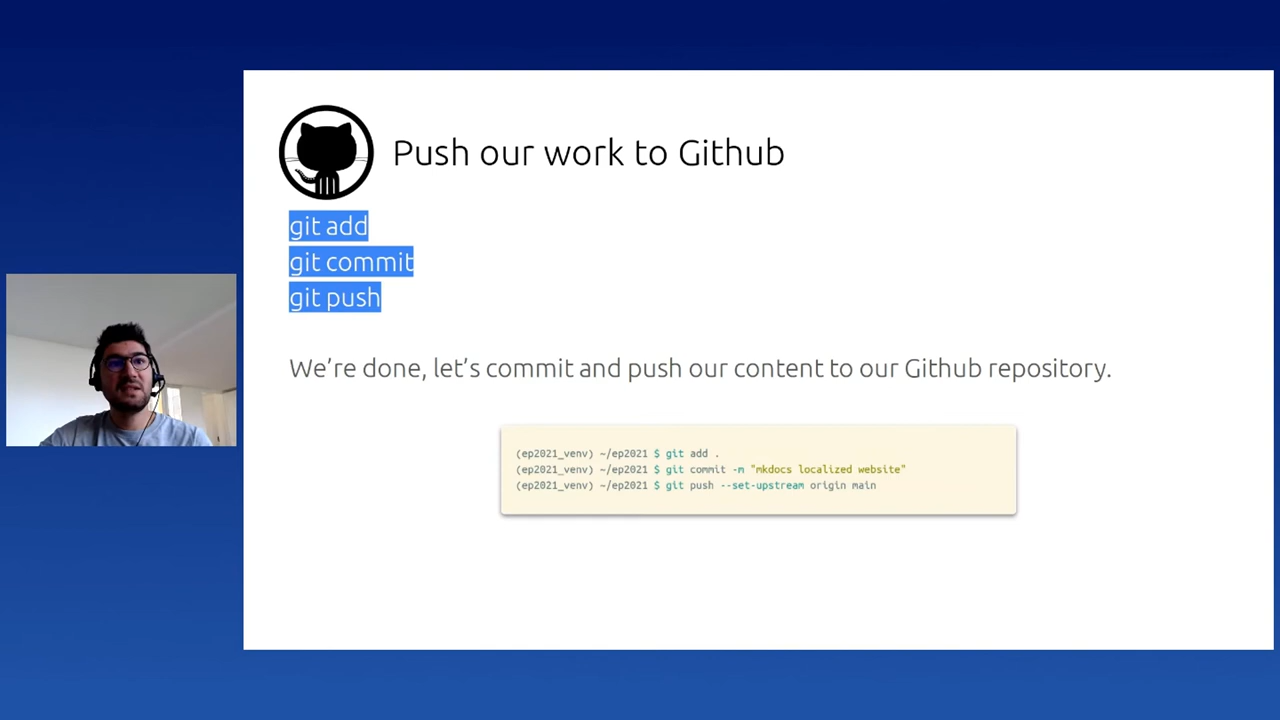 Push our work to Github
git add
git commit
git push
We’re done, let’s commit and push our content to our Github repository.
(ep2021_venv) ~/ep2021 $ git add .
(ep2021_venv) ~/ep2021 $ git commit -m "mkdocs localized website"
(ep2021_venv) ~/ep2021 $ git push --set-upstream origin main